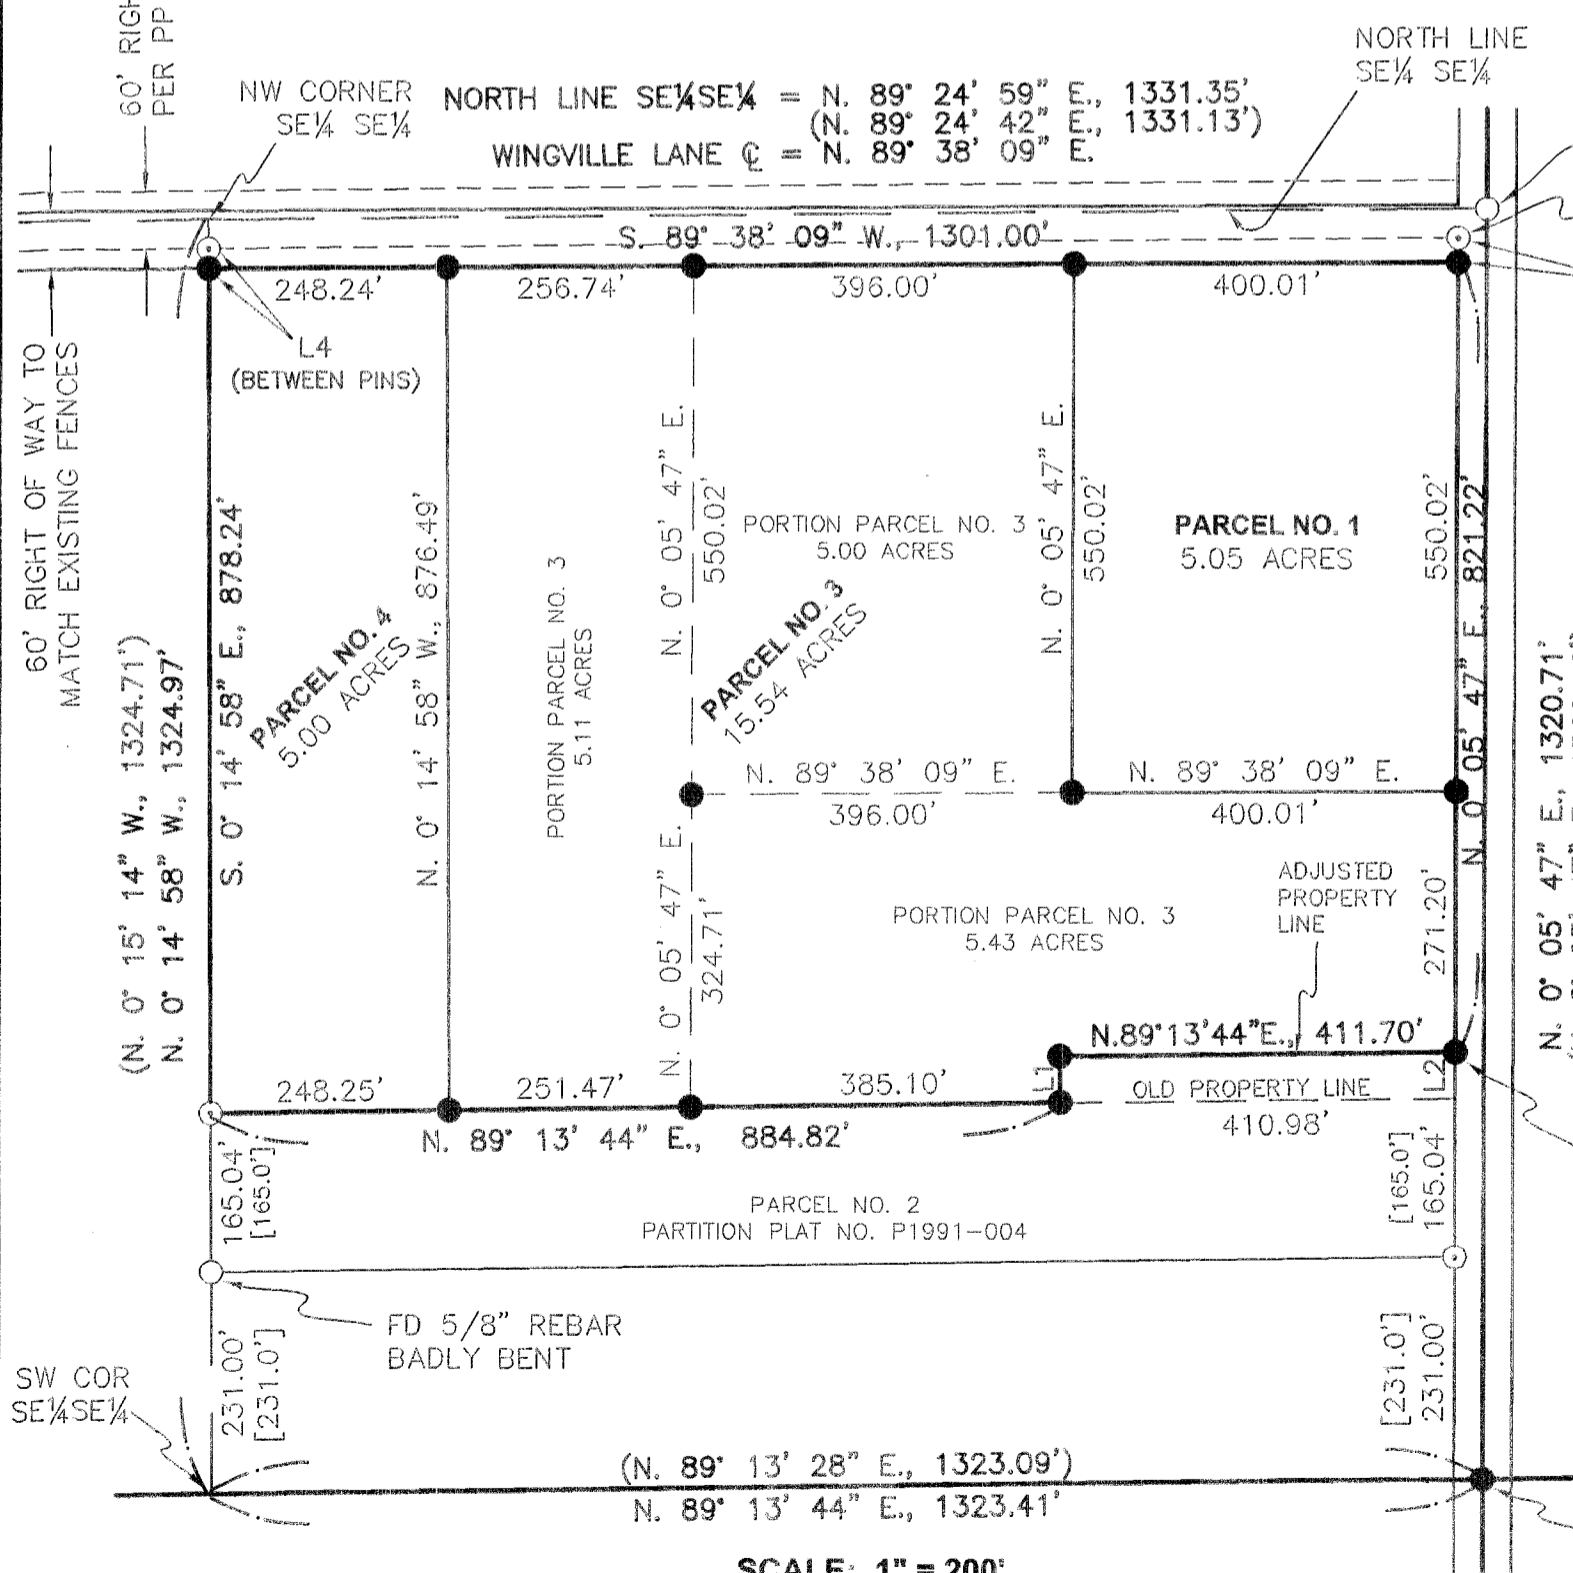 60' RIGH
PER PP
NW CORNER
SE¼ SE¼
NORTH LINE SE¼SE¼ = N. 89° 24' 59" E., 1331.35'
(N. 89° 24' 42" E., 1331.13')
WINGVILLE LANE ℄ = N. 89° 38' 09" E.
NORTH LINE
SE¼ SE¼
S. 89° 38' 09" W., 1301.00'
248.24'
256.74'
396.00'
400.01'
L4
(BETWEEN PINS)
60' RIGHT OF WAY TO
MATCH EXISTING FENCES
(N. 0° 15' 14" W., 1324.71')
N. 0° 14' 58" W., 1324.97'
S. 0° 14' 58" E., 878.24'
PARCEL NO. 4
5.00 ACRES
N. 0° 14' 58" W., 876.49'
PORTION PARCEL NO. 3
5.11 ACRES
N. 0° 05' 47" E.
550.02'
PORTION PARCEL NO. 3
5.00 ACRES
PARCEL NO. 3
15.54 ACRES
N. 0° 05' 47" E.
550.02'
PARCEL NO. 1
5.05 ACRES
550.02'
N. 0° 05' 47" E., 821.22'
N. 0° 05' 47" E., 1320.71'
N. 89° 38' 09" E.
396.00'
N. 89° 38' 09" E.
400.01'
N. 0° 05' 47" E.
324.71'
PORTION PARCEL NO. 3
5.43 ACRES
ADJUSTED
PROPERTY
LINE
271.20'
N.89°13'44"E., 411.70'
L1
L2
OLD PROPERTY LINE
410.98'
248.25'
251.47'
385.10'
N. 89° 13' 44" E., 884.82'
165.04'
[165.0']
[165.0']
165.04'
PARCEL NO. 2
PARTITION PLAT NO. P1991-004
FD 5/8" REBAR
BADLY BENT
SW COR
SE¼SE¼
231.00'
[231.0']
[231.0']
231.00'
(N. 89° 13' 28" E., 1323.09')
N. 89° 13' 44" E., 1323.41'
SCALE: 1" = 200'